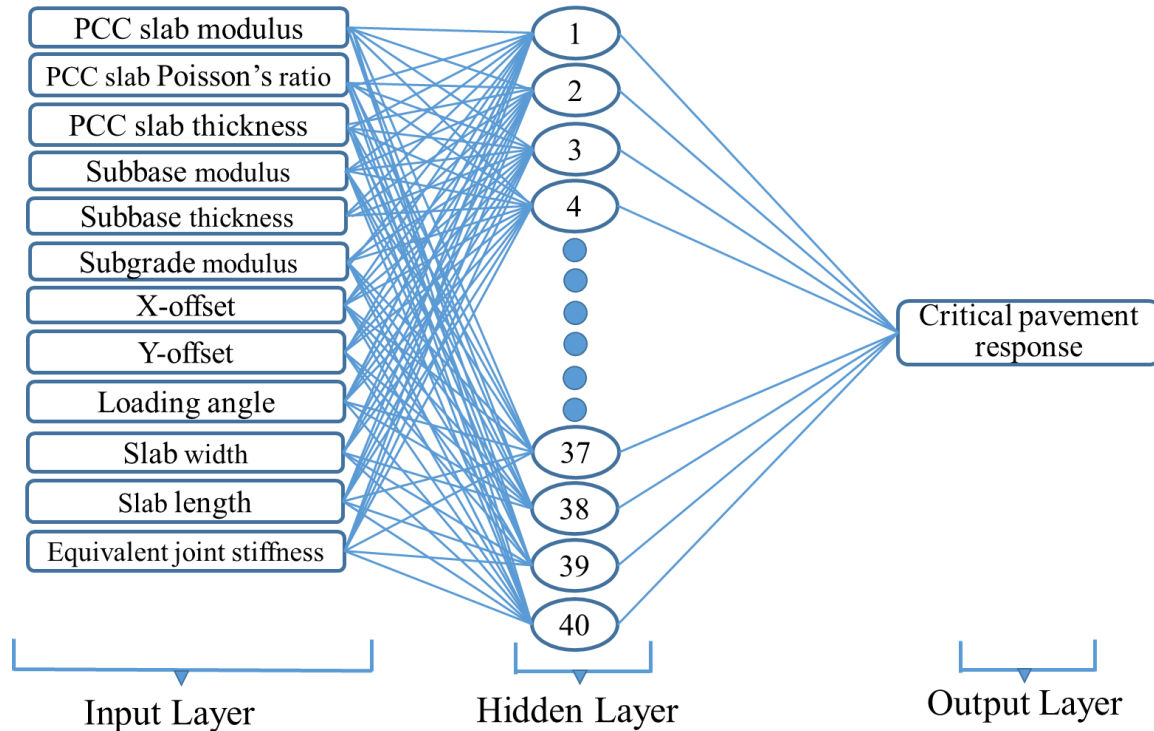 PCC slab modulus
PCC slab Poisson's ratio
PCC slab thickness
Subbase modulus
Subbase thickness
Subgrade modulus
X-offset
Y-offset
Loading angle
Slab width
Slab length
Equivalent joint stiffness
1
2
3
4
37
38
39
40
Critical pavement
response
Input Layer
Hidden Layer
Output Layer